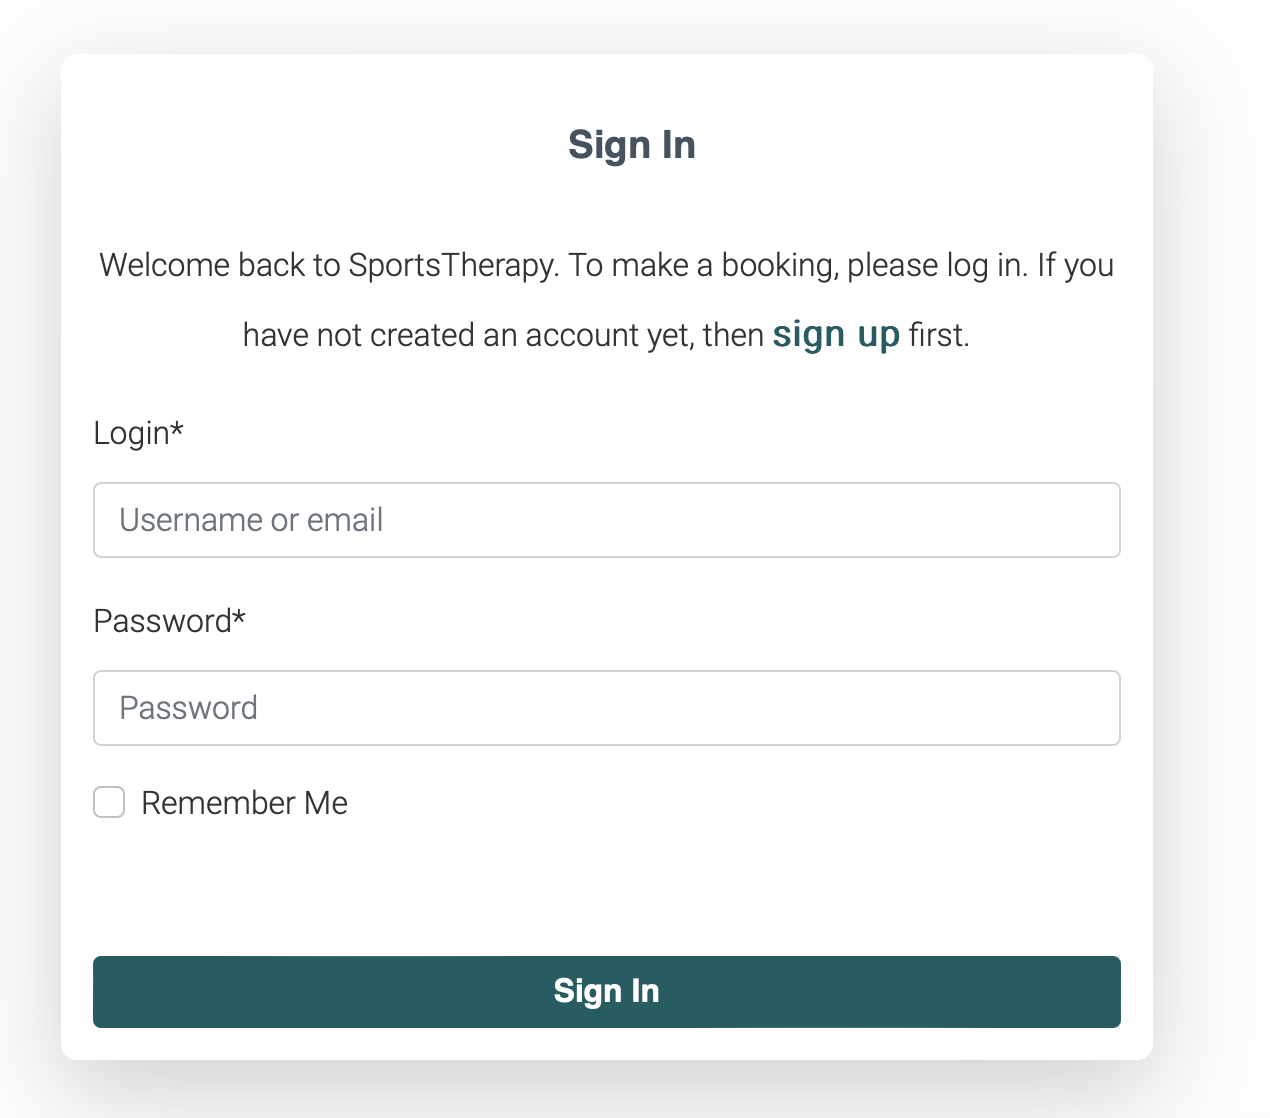 Sign In
Welcome back to SportsTherapy. To make a booking, please log in. If you
have not created an account yet, then sign up first.
Login*
Username or email
Password*
Password
Remember Me
Sign In